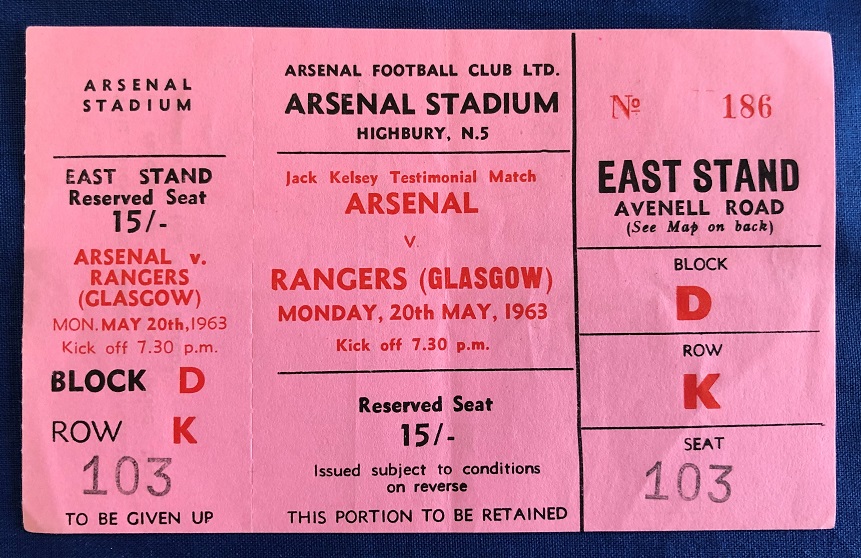 ARSENAL
STADIUM
EAST STAND
Reserved Seat
15/-
ARSENAL v.
RANGERS
(GLASGOW)
MON. MAY 20th, 1963
Kick off 7.30 p.m.
BLOCK D
ROW K
103
TO BE GIVEN UP
ARSENAL FOOTBALL CLUB LTD.
ARSENAL STADIUM
HIGHBURY, N.5
Jack Kelsey Testimonial Match
ARSENAL
v.
RANGERS (GLASGOW)
MONDAY, 20th MAY, 1963
Kick off 7.30 p.m.
Reserved Seat
15/-
Issued subject to conditions
on reverse
THIS PORTION TO BE RETAINED
Nº 186
EAST STAND
AVENELL ROAD
(See Map on back)
BLOCK
D
ROW
K
SEAT
103